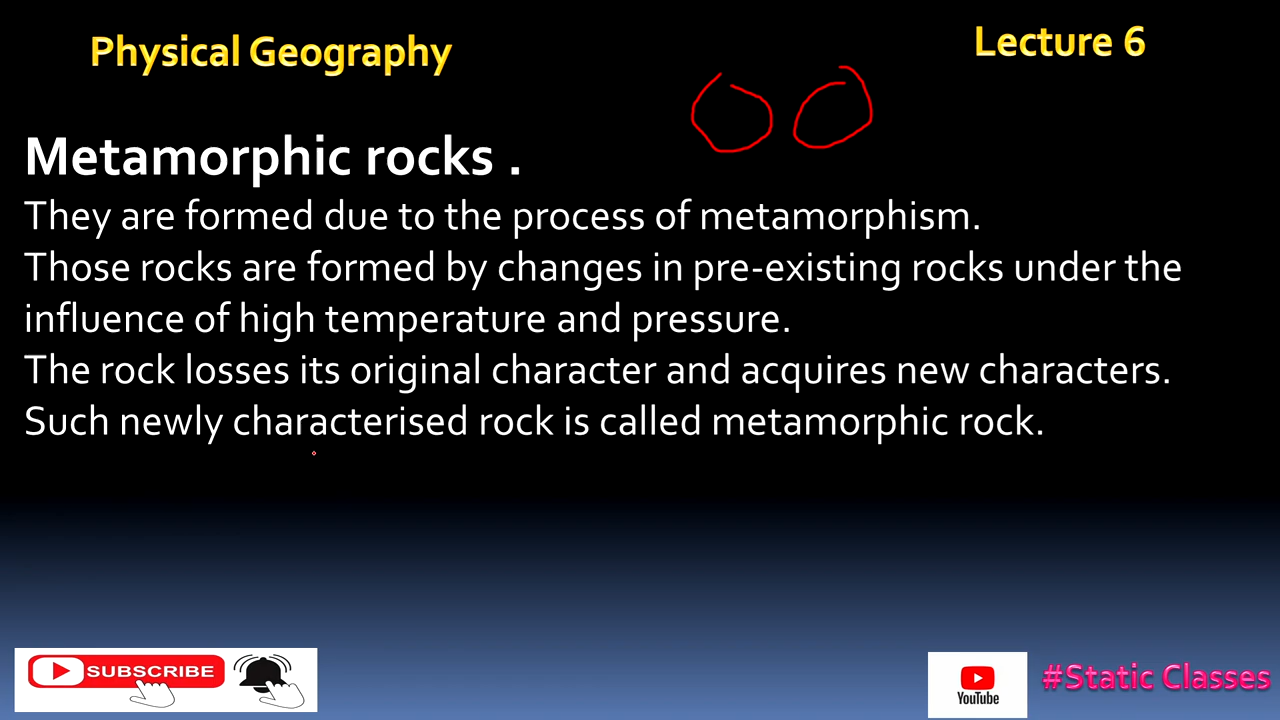 Physical Geography
Lecture 6
Metamorphic rocks .
They are formed due to the process of metamorphism.
Those rocks are formed by changes in pre-existing rocks under the
influence of high temperature and pressure.
The rock losses its original character and acquires new characters.
Such newly characterised rock is called metamorphic rock.
SUBSCRIBE
YouTube
#Static Classes